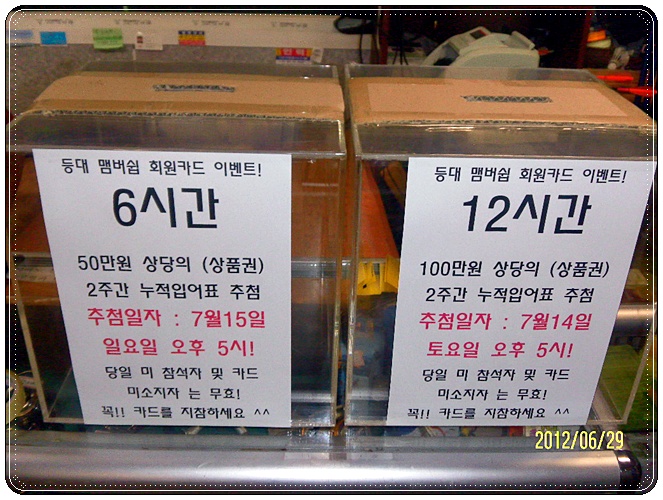 등대 맴버쉽 회원카드 이벤트!
6시간
50만원 상당의 (상품권)
2주간 누적입어표 추첨
추첨일자 : 7월15일
일요일 오후 5시!
당일 미 참석자 및 카드
미소지자 는 무효!
꼭!! 카드를 지참하세요 ^^
등대 맴버쉽 회원카드 이벤트!
12시간
100만원 상당의 (상품권)
2주간 누적입어표 추첨
추첨일자 : 7월14일
토요일 오후 5시!
당일 미 참석자 및 카드
미소지자 는 무효!
꼭!! 카드를 지참하세요 ^^
2012/06/29